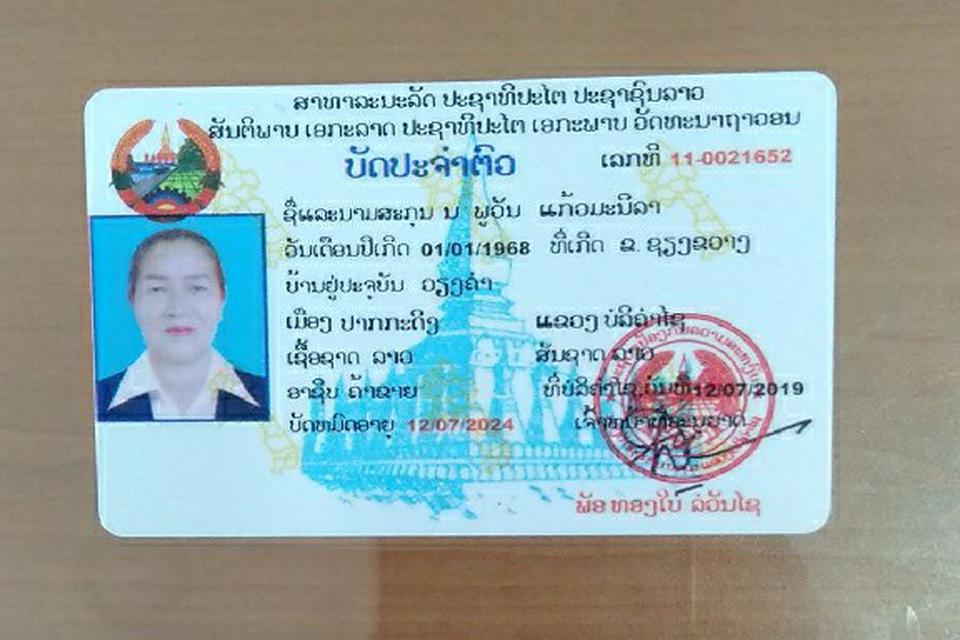 ສາທາລະນະລັດ ປະຊາທິປະໄຕ ປະຊາຊົນລາວ
ສັນຕິພາບ ເອກະລາດ ປະຊາທິປະໄຕ ເອກະພາບ ວັດທະນາຖາວອນ
ບັດປະຈຳຕົວ ເລກທີ 11-0021652
ຊື່ແລະນາມສະກຸນ ນ ພູວັນ ແກ້ວມະນີລາ
ວັນເດືອນປີເກີດ 01/01/1968 ທີ່ເກີດ ຂ. ຊຽງຂວາງ
ບ້ານຢູ່ປະຈຸບັນ ວຽງຄຳ
ເມືອງ ປາກກະດິງ ແຂວງ ບໍລິຄຳໄຊ
ເຊື້ອຊາດ ລາວ ສັນຊາດ ລາວ
ອາຊີບ ຄ້າຂາຍ ທີ່ບໍລິຄຳໄຊ,ວັນທີ12/07/2019
ບັດຫມົດອາຍຸ 12/07/2024 ເຈົ້າໜ້າທີ່ອະນຸຍາດ
ພັອ ທອງໃບ ລໍວັນໄຊ